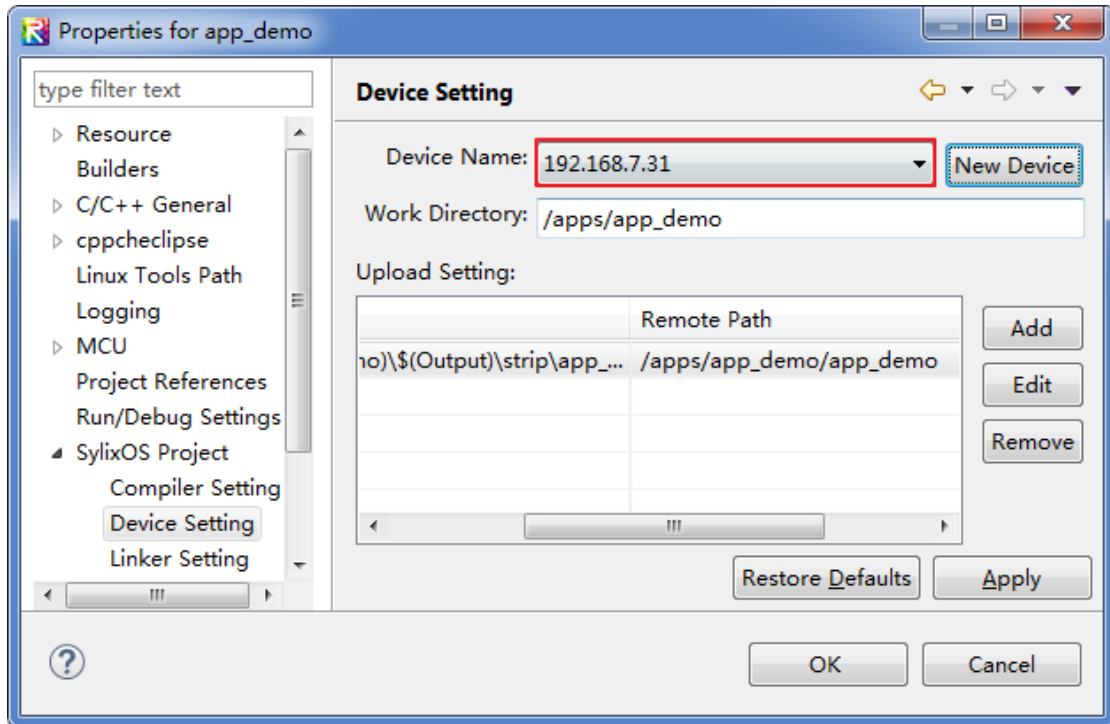 Properties for app_demo
type filter text
Resource
Builders
C/C++ General
cppcheclipse
Linux Tools Path
Logging
MCU
Project References
Run/Debug Settings
SylixOS Project
Compiler Setting
Device Setting
Linker Setting
Device Setting
Device Name: 192.168.7.31 New Device
Work Directory: /apps/app_demo
Upload Setting:
Remote Path
no)\$(Output)\strip\app_... /apps/app_demo/app_demo
Add
Edit
Remove
Restore Defaults Apply
OK Cancel